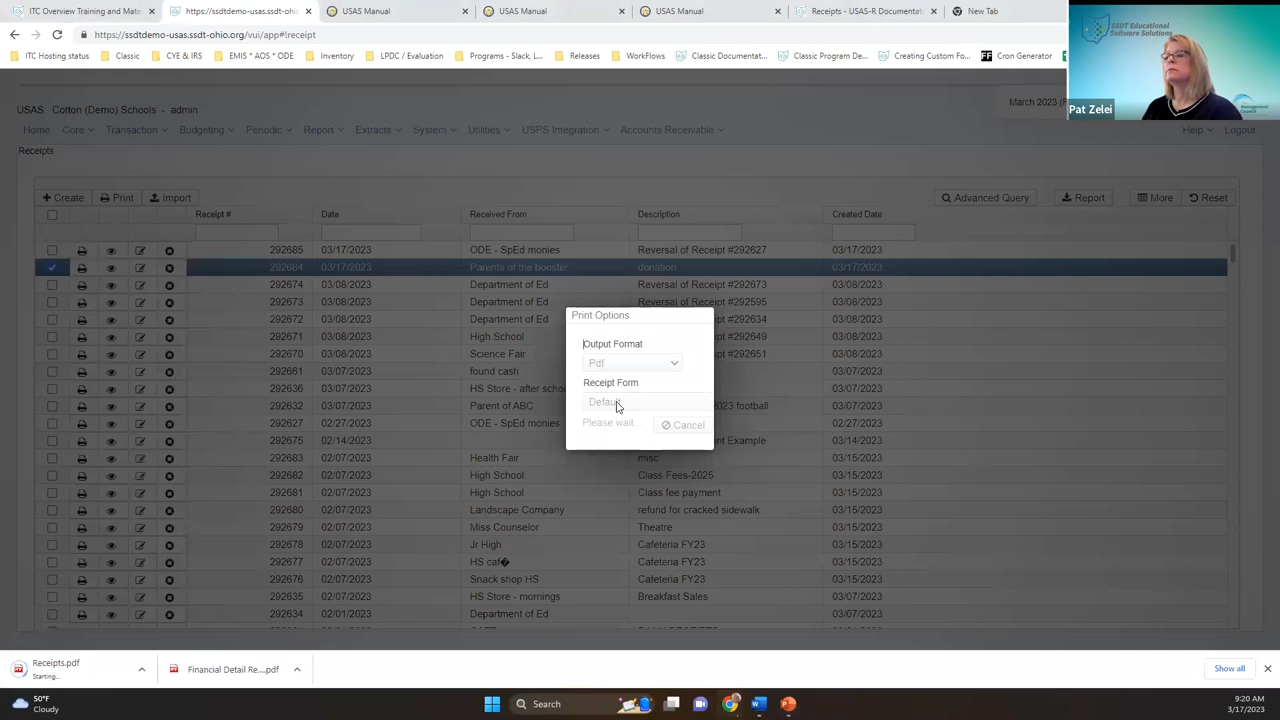 ITC Overview Training and Mate
https://ssdtdemo-usas.ssdt-ohi
USAS Manual
USAS Manual
USAS Manual
Receipts - USAS-R Documentat
New Tab
https://ssdtdemo-usas.ssdt-ohio.org/vui/app#!receipt
ITC Hosting status
Classic
CYE & IRS
EMIS * AOS * ODE
Inventory
LPDC / Evaluation
Programs - Slack, L...
Releases
WorkFlows
Classic Documentat...
Classic Program De...
Creating Custom Fo...
Cron Generator
SSDT Educational
Software Solutions
Management
Council
Pat Zelei
USAS: Cotton (Demo) Schools - admin
March 2023 (F
Home Core Transaction Budgeting Periodic Report Extracts System Utilities USPS Integration Accounts Receivable Help Logout
Receipts
Create Print Import Advanced Query Report More Reset
Receipt # Date Received From Description Created Date
292685 03/17/2023 ODE - SpEd monies Reversal of Receipt #292627 03/17/2023
292684 03/17/2023 Parents of the booster donation 03/17/2023
292674 03/08/2023 Department of Ed Reversal of Receipt #292673 03/08/2023
292673 03/08/2023 Department of Ed Reversal of Receipt #292595 03/08/2023
292672 03/08/2023 Department of Ed of Receipt #292634 03/08/2023
292671 03/08/2023 High School of Receipt #292649 03/08/2023
292670 03/08/2023 Science Fair of Receipt #292651 03/08/2023
292633 03/01/2023 found cash 03/07/2023
292636 03/01/2023 HS Store - after scho 03/07/2023
292632 03/01/2023 Parent of ABC 2023 football 03/07/2023
292627 02/27/2023 ODE - SpEd monies 02/27/2023
292675 02/14/2023 ment Example 03/14/2023
292683 02/07/2023 Health Fair misc 03/15/2023
292682 02/07/2023 High School Class Fees-2025 03/15/2023
292681 02/07/2023 High School Class fee payment 03/15/2023
292680 02/07/2023 Landscape Company refund for cracked sidewalk 03/15/2023
292679 02/07/2023 Miss Counselor Theatre 03/15/2023
292678 02/07/2023 Jr High Cafeteria FY23 03/15/2023
292677 02/07/2023 HS caf� Cafeteria FY23 03/15/2023
292676 02/07/2023 Snack shop HS Cafeteria FY23 03/15/2023
292635 02/07/2023 HS Store - mornings Breakfast Sales 03/07/2023
292634 02/01/2023 Department of Ed 03/07/2023
Print Options
Output Format
Pdf
Receipt Form
Default
Please wait...
Cancel
Receipts.pdf
Starting...
Financial Detail Re....pdf
Show all
50°F
Cloudy
Search
9:20 AM
3/17/2023